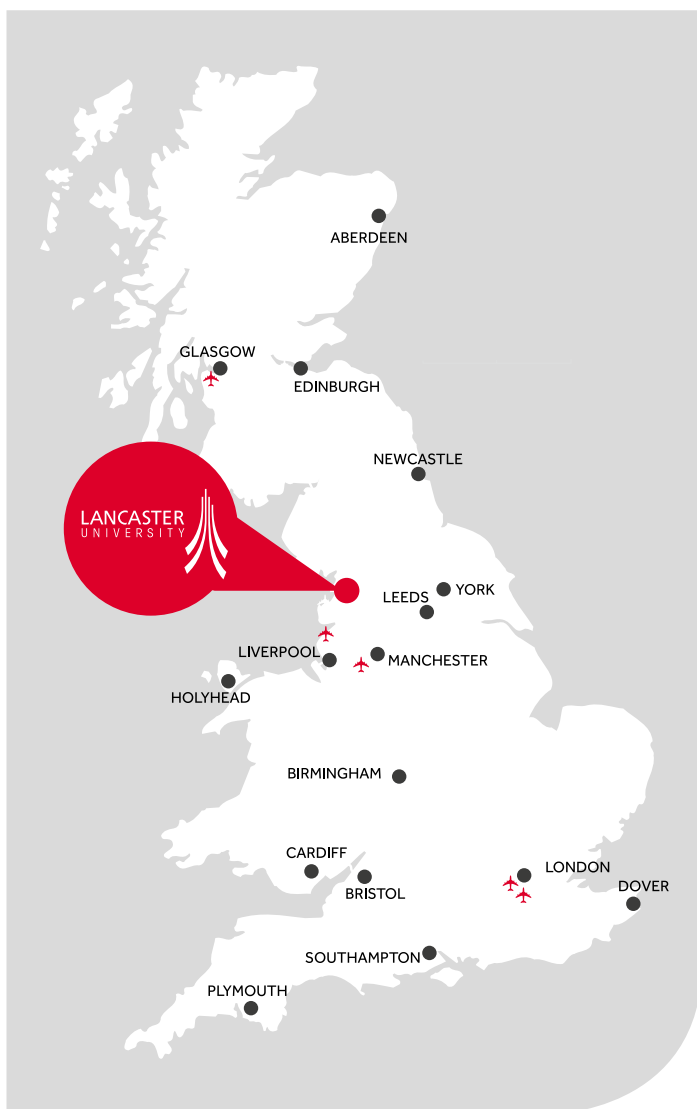 ABERDEEN
GLASGOW
EDINBURGH
NEWCASTLE
LANCASTER
UNIVERSITY
YORK
LEEDS
LIVERPOOL
MANCHESTER
HOLYHEAD
BIRMINGHAM
CARDIFF
LONDON
BRISTOL
DOVER
SOUTHAMPTON
PLYMOUTH